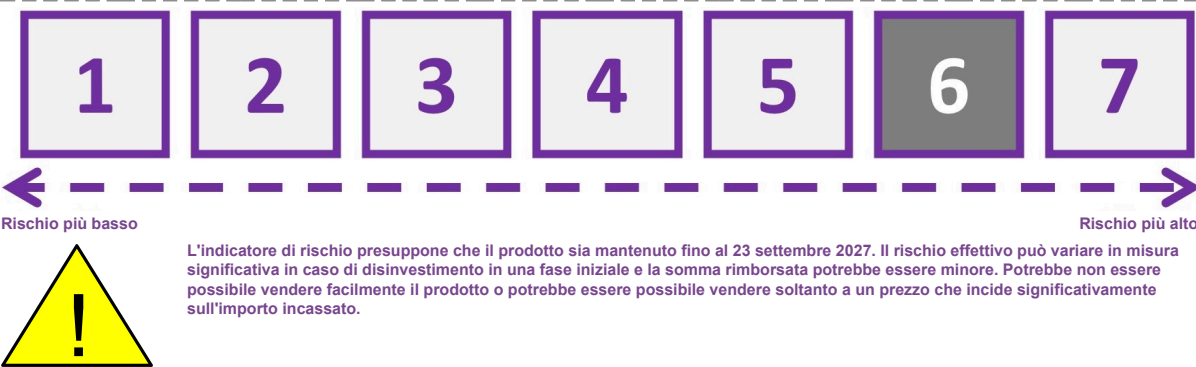 1 2 3 4 5 6 7
Rischio più basso Rischio più alto
L'indicatore di rischio presuppone che il prodotto sia mantenuto fino al 23 settembre 2027. Il rischio effettivo può variare in misura
significativa in caso di disinvestimento in una fase iniziale e la somma rimborsata potrebbe essere minore. Potrebbe non essere
possibile vendere facilmente il prodotto o potrebbe essere possibile vendere soltanto a un prezzo che incide significativamente
sull'importo incassato.
!